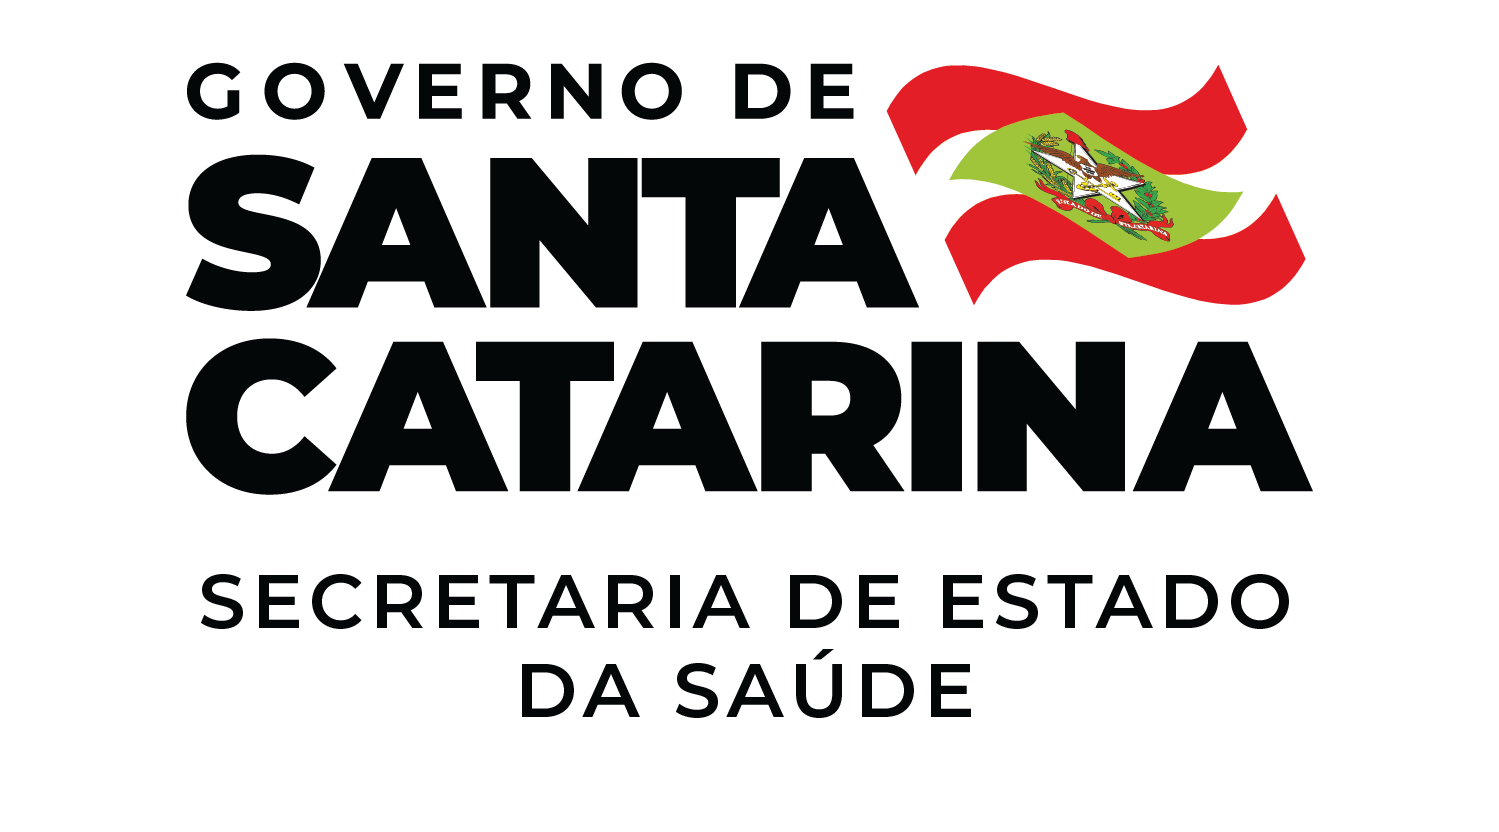 GOVERNO DE
SANTA
CATARINA
SECRETARIA DE ESTADO
DA SAÚDE